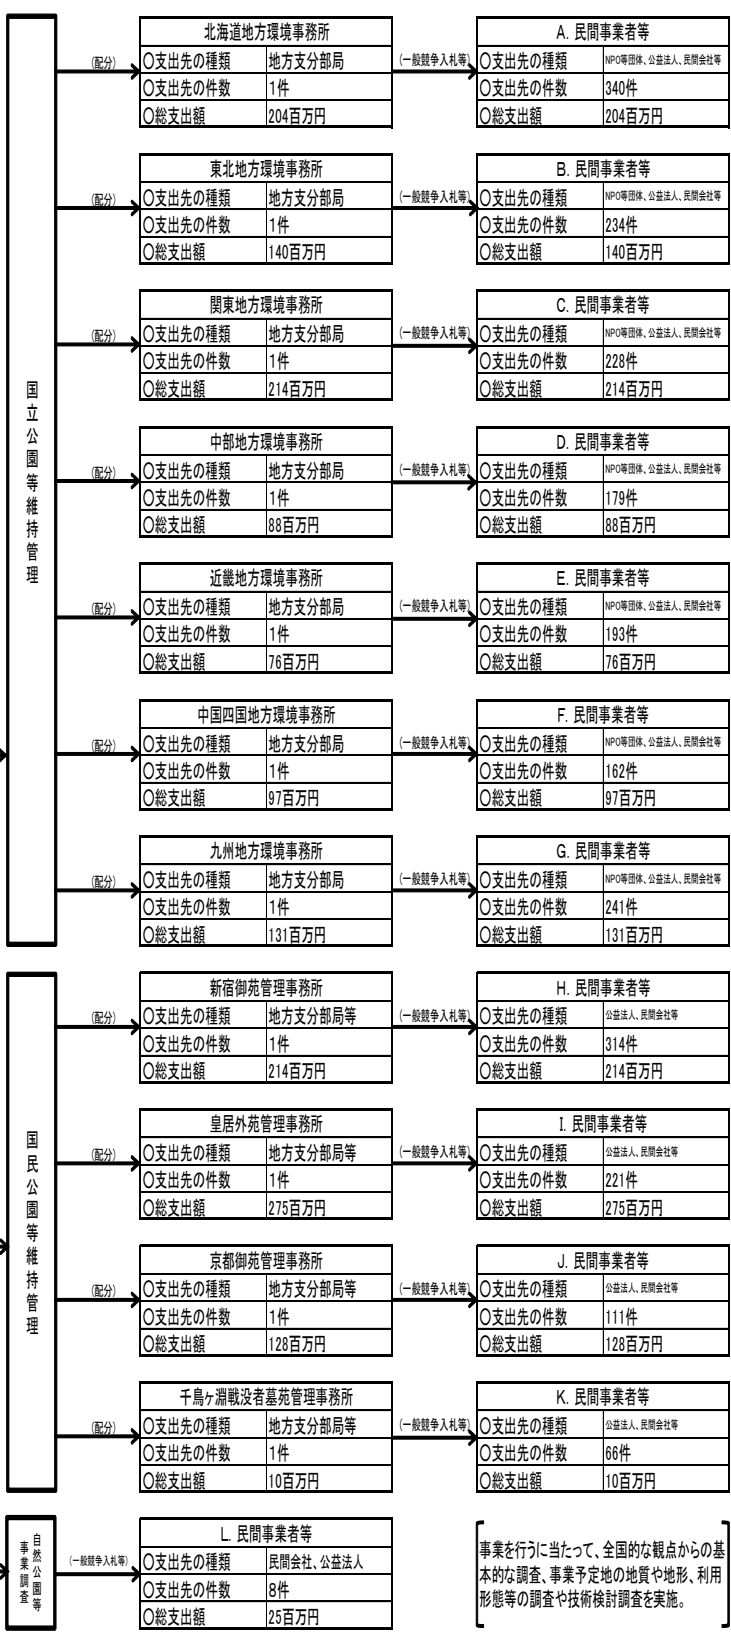 国立公園等維持管理
(配分)
北海道地方環境事務所
○支出先の種類 地方支分部局
○支出先の件数 1件
○総支出額 204百万円
(一般競争入札等)
A. 民間事業者等
○支出先の種類 NPO等団体、公益法人、民間会社等
○支出先の件数 340件
○総支出額 204百万円
(配分)
東北地方環境事務所
○支出先の種類 地方支分部局
○支出先の件数 1件
○総支出額 140百万円
(一般競争入札等)
B. 民間事業者等
○支出先の種類 NPO等団体、公益法人、民間会社等
○支出先の件数 234件
○総支出額 140百万円
(配分)
関東地方環境事務所
○支出先の種類 地方支分部局
○支出先の件数 1件
○総支出額 214百万円
(一般競争入札等)
C. 民間事業者等
○支出先の種類 NPO等団体、公益法人、民間会社等
○支出先の件数 228件
○総支出額 214百万円
(配分)
中部地方環境事務所
○支出先の種類 地方支分部局
○支出先の件数 1件
○総支出額 88百万円
(一般競争入札等)
D. 民間事業者等
○支出先の種類 NPO等団体、公益法人、民間会社等
○支出先の件数 179件
○総支出額 88百万円
(配分)
近畿地方環境事務所
○支出先の種類 地方支分部局
○支出先の件数 1件
○総支出額 76百万円
(一般競争入札等)
E. 民間事業者等
○支出先の種類 NPO等団体、公益法人、民間会社等
○支出先の件数 193件
○総支出額 76百万円
(配分)
中国四国地方環境事務所
○支出先の種類 地方支分部局
○支出先の件数 1件
○総支出額 97百万円
(一般競争入札等)
F. 民間事業者等
○支出先の種類 NPO等団体、公益法人、民間会社等
○支出先の件数 162件
○総支出額 97百万円
(配分)
九州地方環境事務所
○支出先の種類 地方支分部局
○支出先の件数 1件
○総支出額 131百万円
(一般競争入札等)
G. 民間事業者等
○支出先の種類 NPO等団体、公益法人、民間会社等
○支出先の件数 241件
○総支出額 131百万円
国民公園等維持管理
(配分)
新宿御苑管理事務所
○支出先の種類 地方支分部局等
○支出先の件数 1件
○総支出額 214百万円
(一般競争入札等)
H. 民間事業者等
○支出先の種類 公益法人、民間会社等
○支出先の件数 314件
○総支出額 214百万円
(配分)
皇居外苑管理事務所
○支出先の種類 地方支分部局等
○支出先の件数 1件
○総支出額 275百万円
(一般競争入札等)
I. 民間事業者等
○支出先の種類 公益法人、民間会社等
○支出先の件数 221件
○総支出額 275百万円
(配分)
京都御苑管理事務所
○支出先の種類 地方支分部局等
○支出先の件数 1件
○総支出額 128百万円
(一般競争入札等)
J. 民間事業者等
○支出先の種類 公益法人、民間会社等
○支出先の件数 111件
○総支出額 128百万円
(配分)
千鳥ヶ淵戦没者墓苑管理事務所
○支出先の種類 地方支分部局等
○支出先の件数 1件
○総支出額 10百万円
(一般競争入札等)
K. 民間事業者等
○支出先の種類 公益法人、民間会社等
○支出先の件数 66件
○総支出額 10百万円
自然公園等
事業調査
(一般競争入札等)
L. 民間事業者等
○支出先の種類 民間会社、公益法人
○支出先の件数 8件
○総支出額 25百万円
事業を行うに当たって、全国的な観点からの基
本的な調査、事業予定地の地質や地形、利用
形態等の調査や技術検討調査を実施。